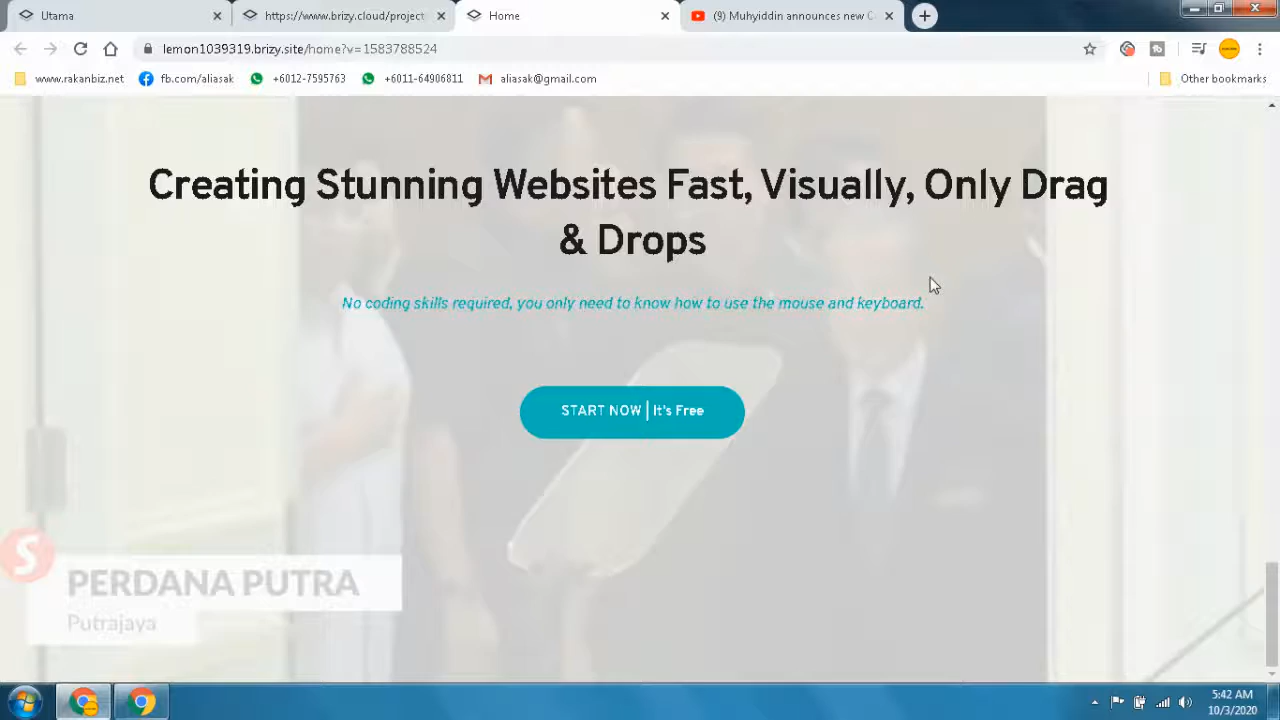 Utama
https://www.brizy.cloud/project
Home
(9) Muhyiddin announces new C
lemon1039319.brizy.site/home?v=1583788524
www.rakanbiz.net
fb.com/aliasak
+6012-7595763
+6011-64906811
aliasak@gmail.com
Other bookmarks
Creating Stunning Websites Fast, Visually, Only Drag
& Drops
No coding skills required, you only need to know how to use the mouse and keyboard.
START NOW | It's Free
S
PERDANA PUTRA
Putrajaya
5:42 AM
10/3/2020